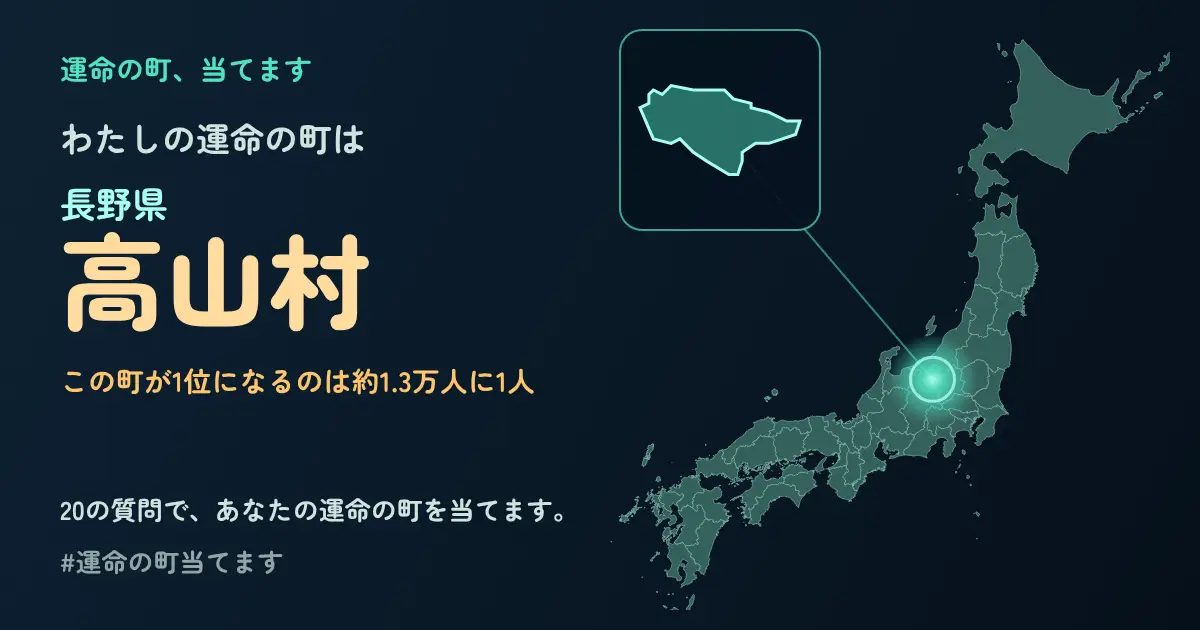 運命の町、当てます
わたしの運命の町は
長野県
高山村
この町が1位になるのは約1.3万人に1人
20の質問で、あなたの運命の町を当てます。
#運命の町当てます